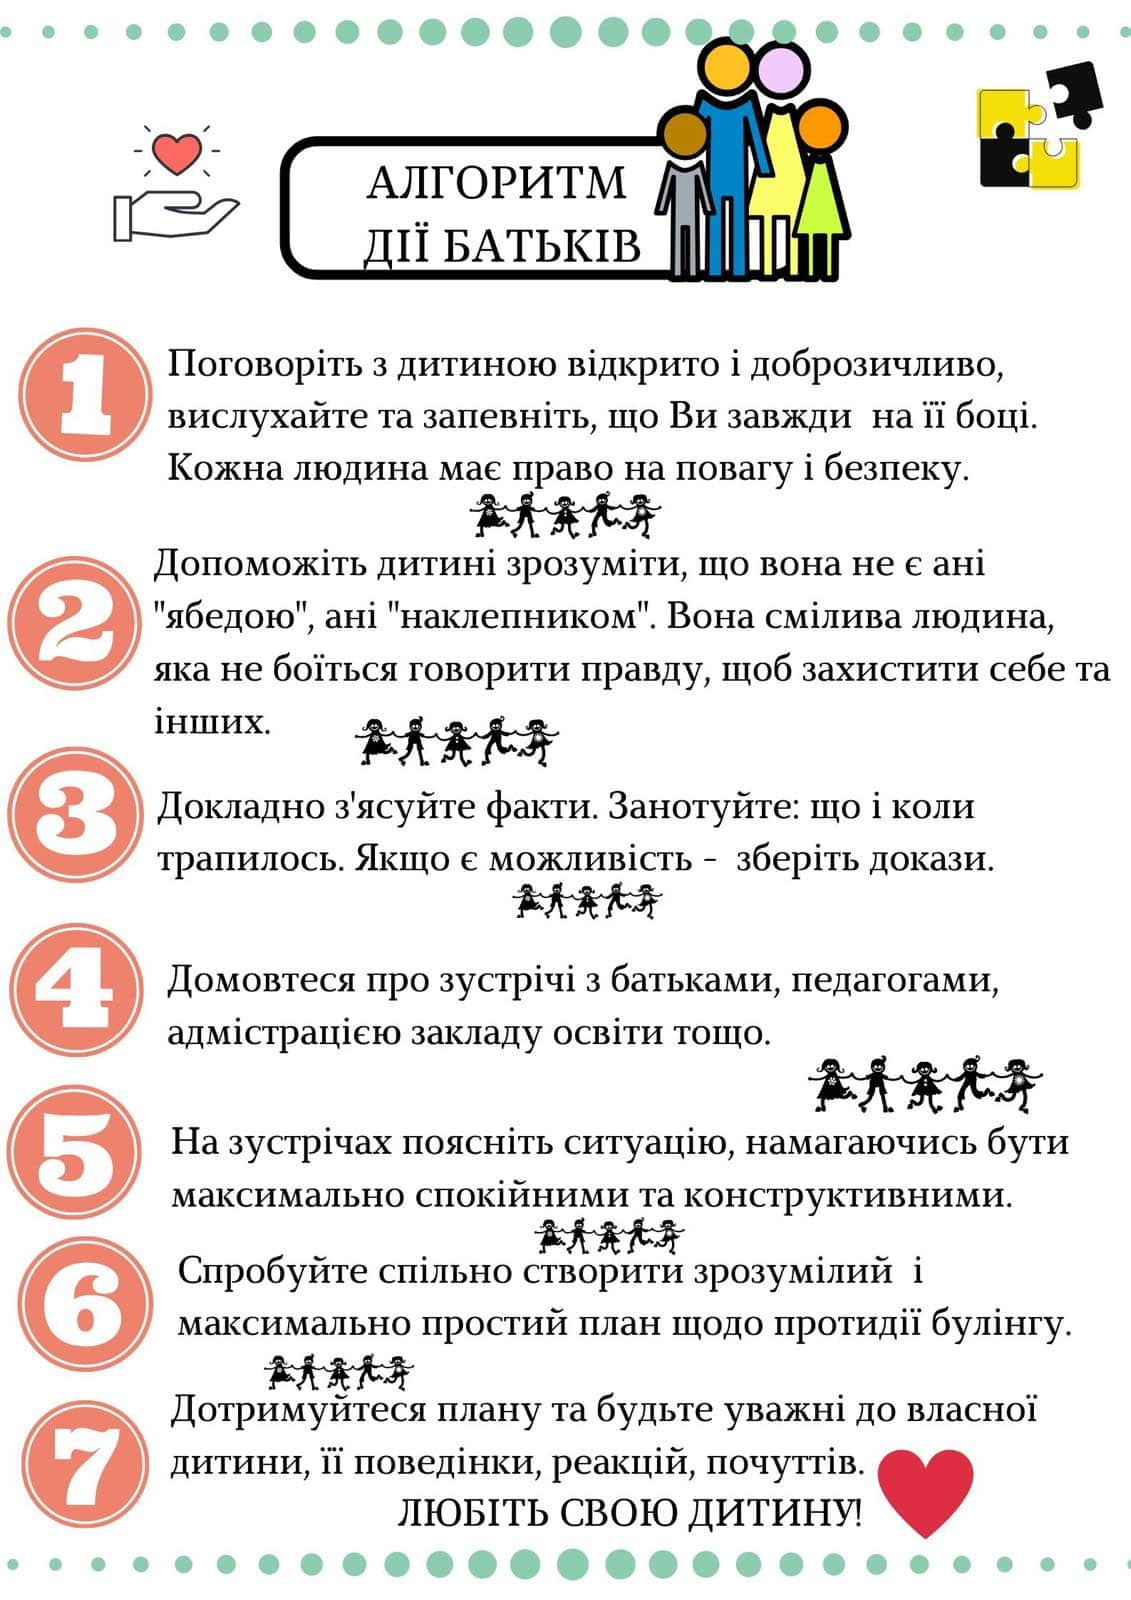 АЛГОРИТМ
ДІЇ БАТЬКІВ
1
Поговоріть з дитиною відкрито і доброзичливо,
вислухайте та запевніть, що Ви завжди на її боці.
Кожна людина має право на повагу і безпеку.
2
Допоможіть дитині зрозуміти, що вона не є ані
"ябедою", ані "наклепником". Вона смілива людина,
яка не боїться говорити правду, щоб захистити себе та
інших.
3
Докладно з'ясуйте факти. Занотуйте: що і коли
трапилось. Якщо є можливість - зберіть докази.
4
Домовтеся про зустрічі з батьками, педагогами,
адмістрацією закладу освіти тощо.
5
На зустрічах поясніть ситуацію, намагаючись бути
максимально спокійними та конструктивними.
6
Спробуйте спільно створити зрозумілий і
максимально простий план щодо протидії булінгу.
7
Дотримуйтеся плану та будьте уважні до власної
дитини, її поведінки, реакцій, почуттів.
ЛЮБІТЬ СВОЮ ДИТИНУ!